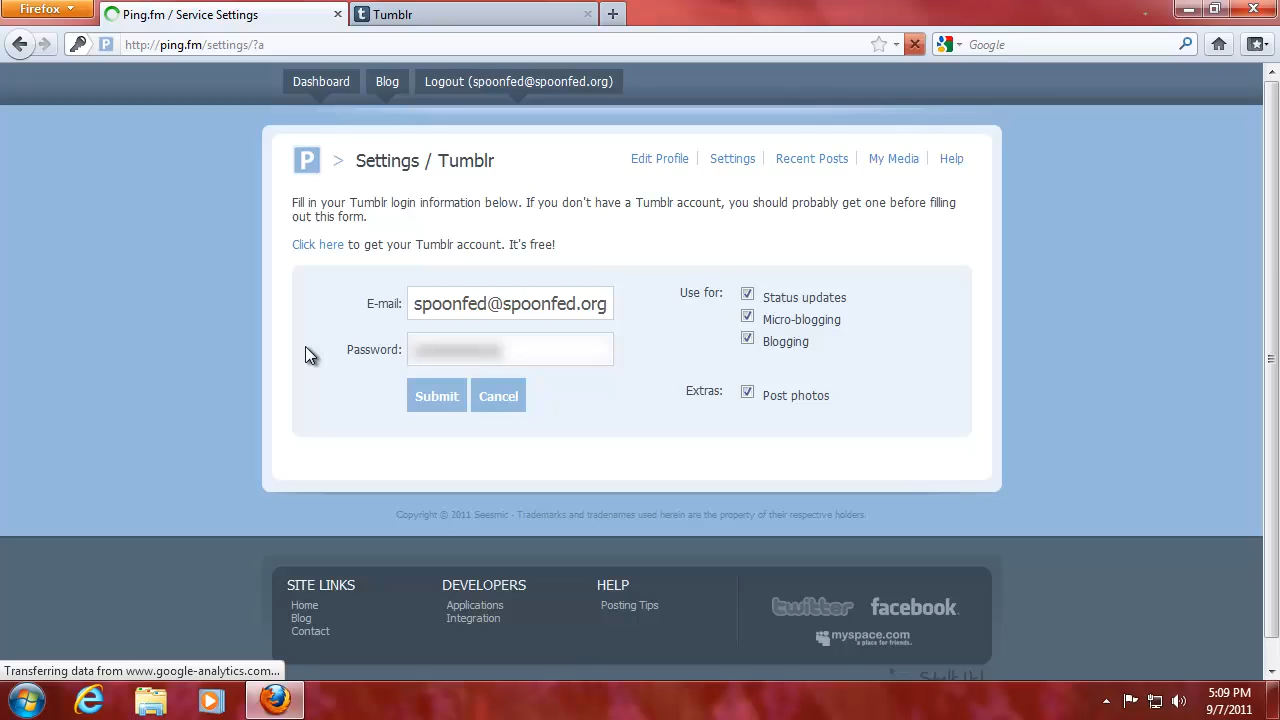 Firefox
Ping.fm / Service Settings
Tumblr
http://ping.fm/settings/?a
Google
Dashboard
Blog
Logout (spoonfed@spoonfed.org)
P > Settings / Tumblr
Edit Profile
Settings
Recent Posts
My Media
Help
Fill in your Tumblr login information below. If you don't have a Tumblr account, you should probably get one before filling
out this form.
Click here to get your Tumblr account. It's free!
E-mail: spoonfed@spoonfed.org
Use for:
Status updates
Micro-blogging
Blogging
Password:
Submit
Cancel
Extras:
Post photos
Copyright © 2011 Seesmic - Trademarks and tradenames used herein are the property of their respective holders.
SITE LINKS
Home
Blog
Contact
DEVELOPERS
Applications
Integration
HELP
Posting Tips
twitter
facebook
myspace.com
a place for friends.
Transferring data from www.google-analytics.com...
5:09 PM
9/7/2011